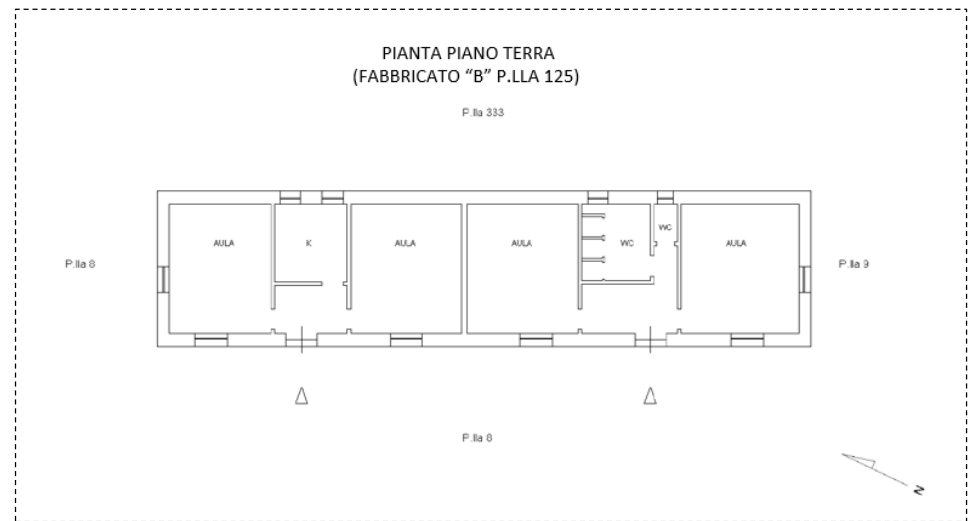 PIANTA PIANO TERRA
(FABBRICATO “B” P.LLA 125)
P.lla 333
AULA
K
AULA
AULA
WC
WC
AULA
P.lla 8
P.lla 9
P.lla 8
N